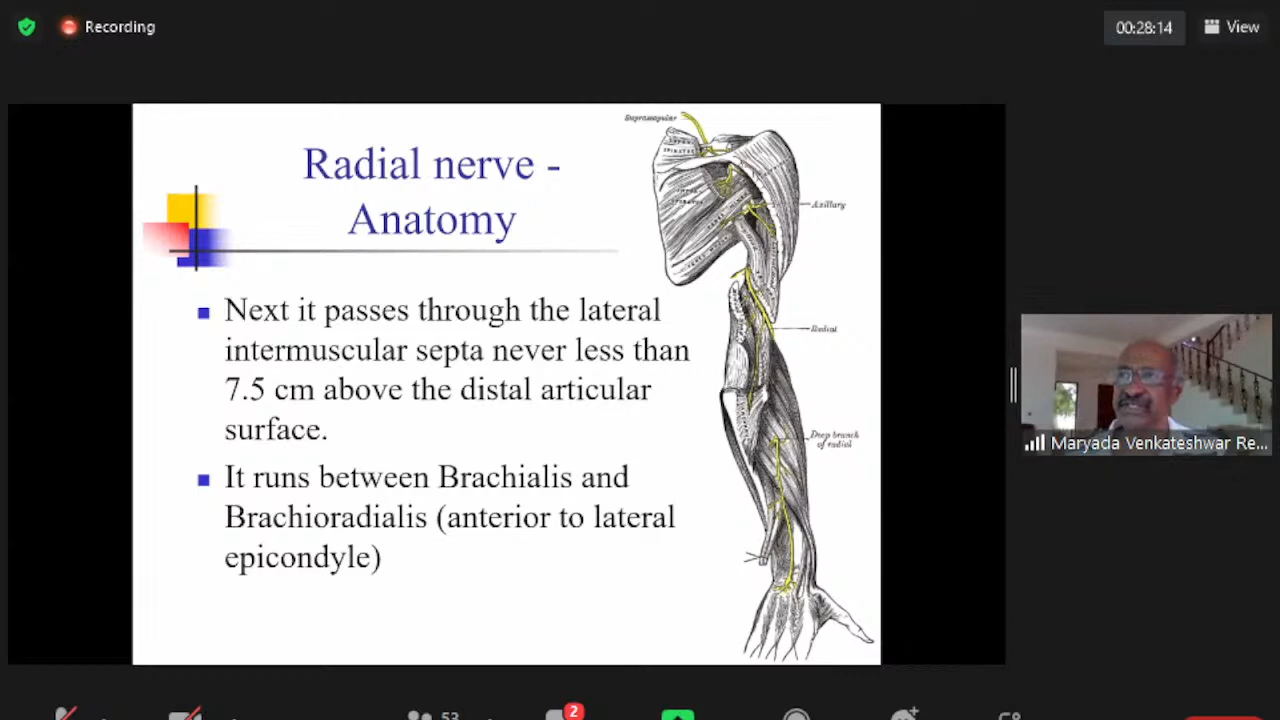 Recording
00:28:14
View
Radial nerve -
Anatomy
Next it passes through the lateral
intermuscular septa never less than
7.5 cm above the distal articular
surface.
It runs between Brachialis and
Brachioradialis (anterior to lateral
epicondyle)
Suprascapular
Axillary
Radial
Deep branch
of radial
Maryada Venkateshwar Re...
53
2